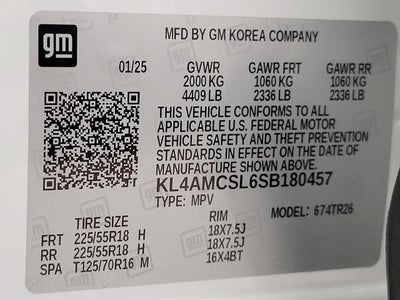 gm
MFD BY GM KOREA COMPANY
01/25 GVWR GAWR FRT GAWR RR
2000 KG 1060 KG 1060 KG
4409 LB 2336 LB 2336 LB
THIS VEHICLE CONFORMS TO ALL
APPLICABLE U.S. FEDERAL MOTOR
VEHICLE SAFETY AND THEFT PREVENTION
STANDARDS IN EFFECT ON THE DATE OF
MANUFACTURE SHOWN ABOVE.
KL4AMCSL6SB180457
TYPE: MPV MODEL: 674TR26
TIRE SIZE RIM
FRT 225/55R18 H 18X7.5J
RR 225/55R18 H 18X7.5J
SPA T125/70R16 M 16X4BT